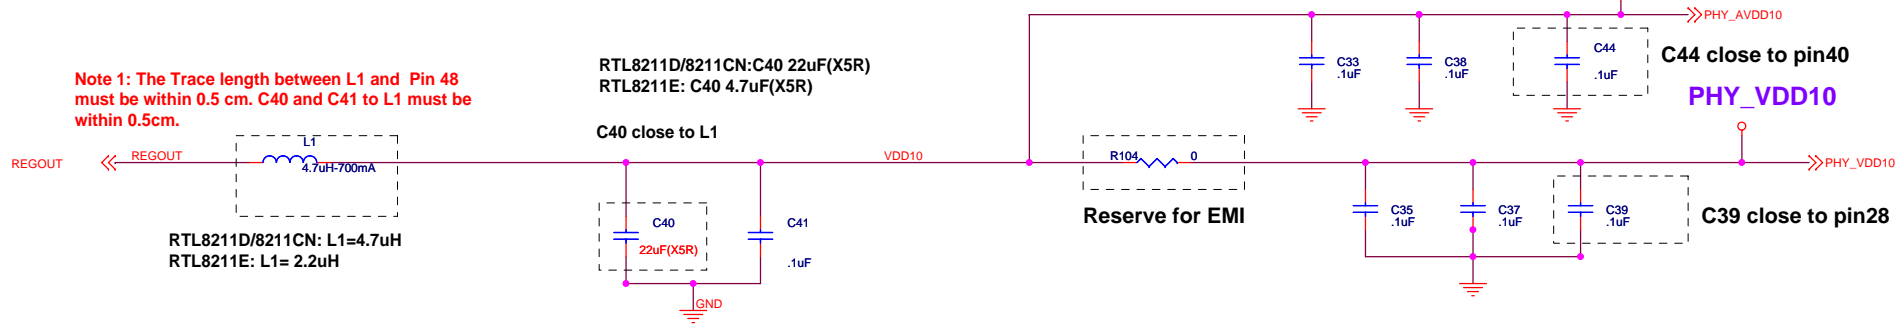 PHY_AVDD10
C33
.1uF
C38
.1uF
C44
.1uF
C44 close to pin40
PHY_VDD10
Note 1: The Trace length between L1 and Pin 48
must be within 0.5 cm. C40 and C41 to L1 must be
within 0.5cm.
RTL8211D/8211CN:C40 22uF(X5R)
RTL8211E: C40 4.7uF(X5R)
C40 close to L1
REGOUT
REGOUT
L1
4.7uH-700mA
VDD10
R104
0
PHY_VDD10
Reserve for EMI
RTL8211D/8211CN: L1=4.7uH
RTL8211E: L1= 2.2uH
C40
22uF(X5R)
C41
.1uF
GND
C35
.1uF
C37
.1uF
C39
.1uF
C39 close to pin28